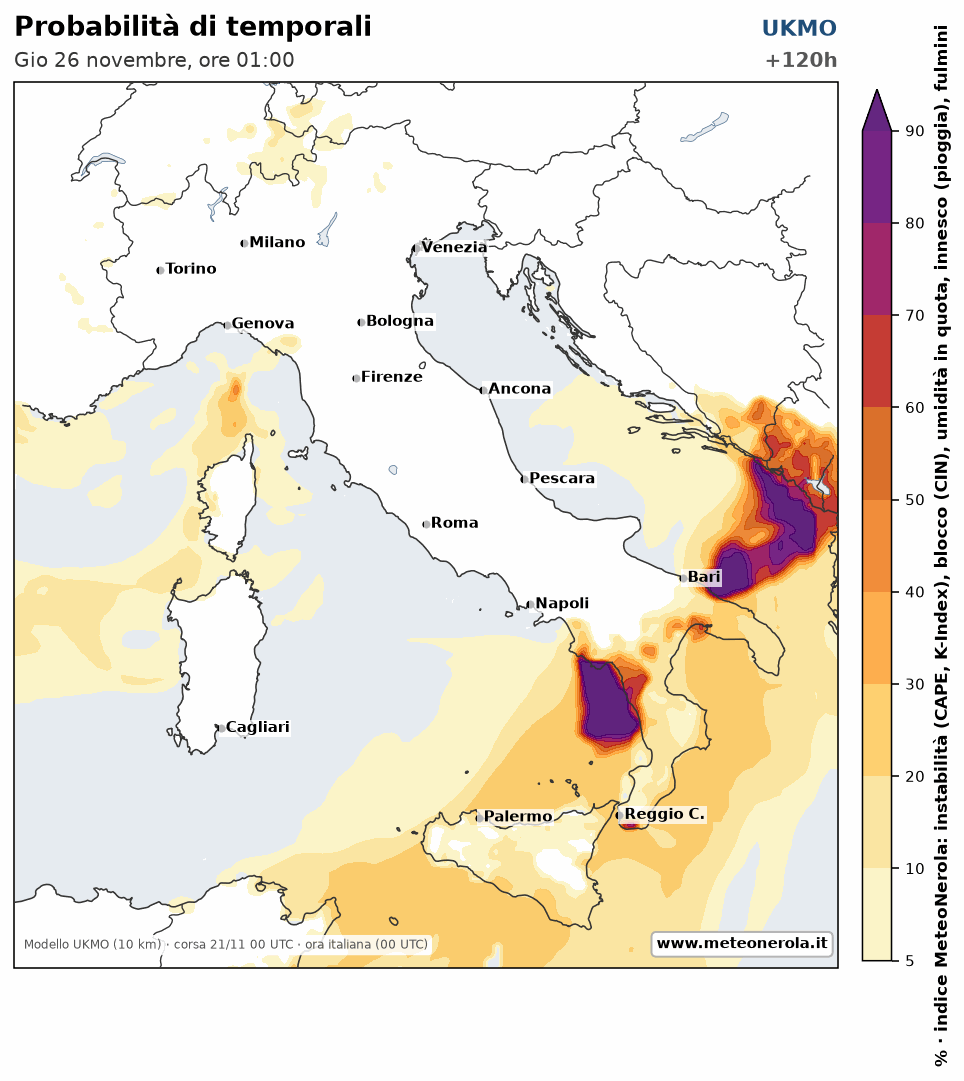 Probabilità di temporali
UKMO
Gio 26 novembre, ore 01:00
+120h
Milano
Venezia
Torino
Genova
Bologna
Firenze
Ancona
Pescara
Roma
Bari
Napoli
Cagliari
Palermo
Reggio C.
Modello UKMO (10 km) · corsa 21/11 00 UTC · ora italiana (00 UTC)
www.meteonerola.it
90
80
70
60
50
40
30
20
10
5
% · indice MeteoNerola: instabilità (CAPE, K-Index), blocco (CIN), umidità in quota, innesco (pioggia), fulmini